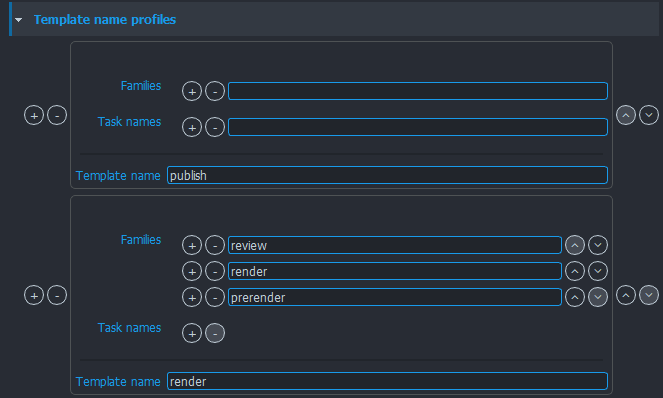 Template name profiles
Families
Task names
Template name publish
Families review
render
prerender
Task names
Template name render